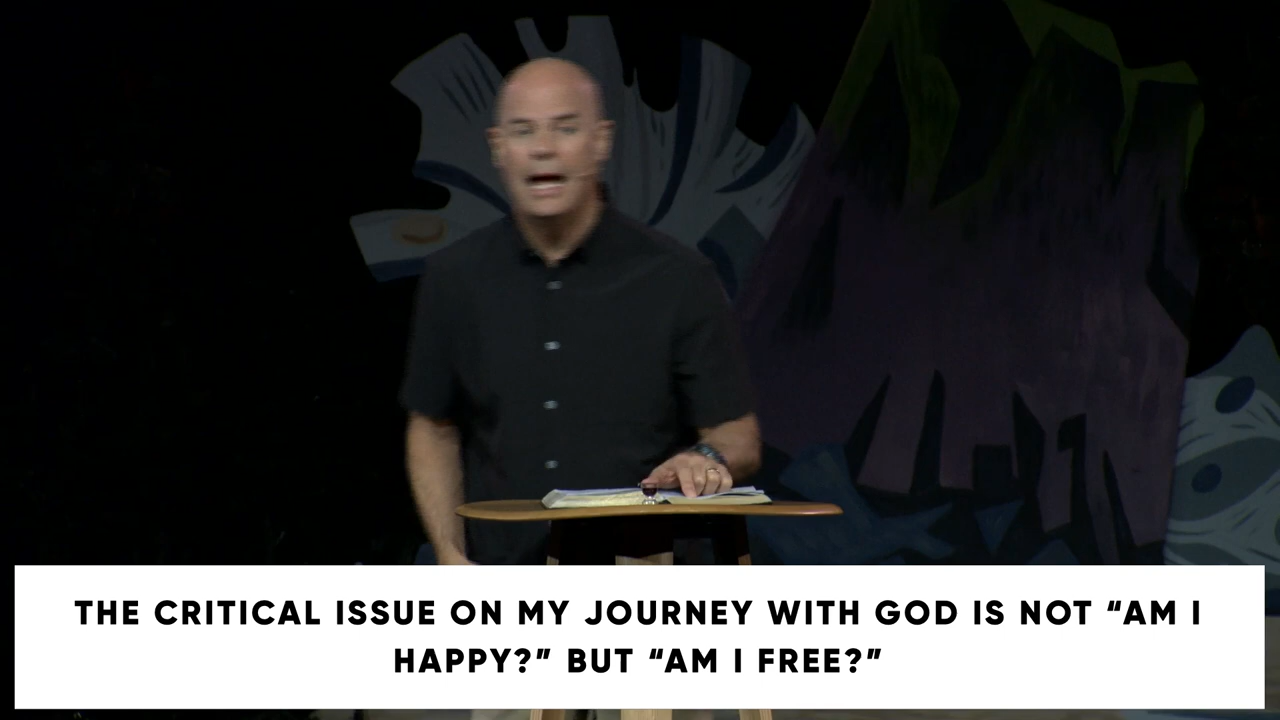 THE CRITICAL ISSUE ON MY JOURNEY WITH GOD IS NOT “AM I
HAPPY?” BUT “AM I FREE?”